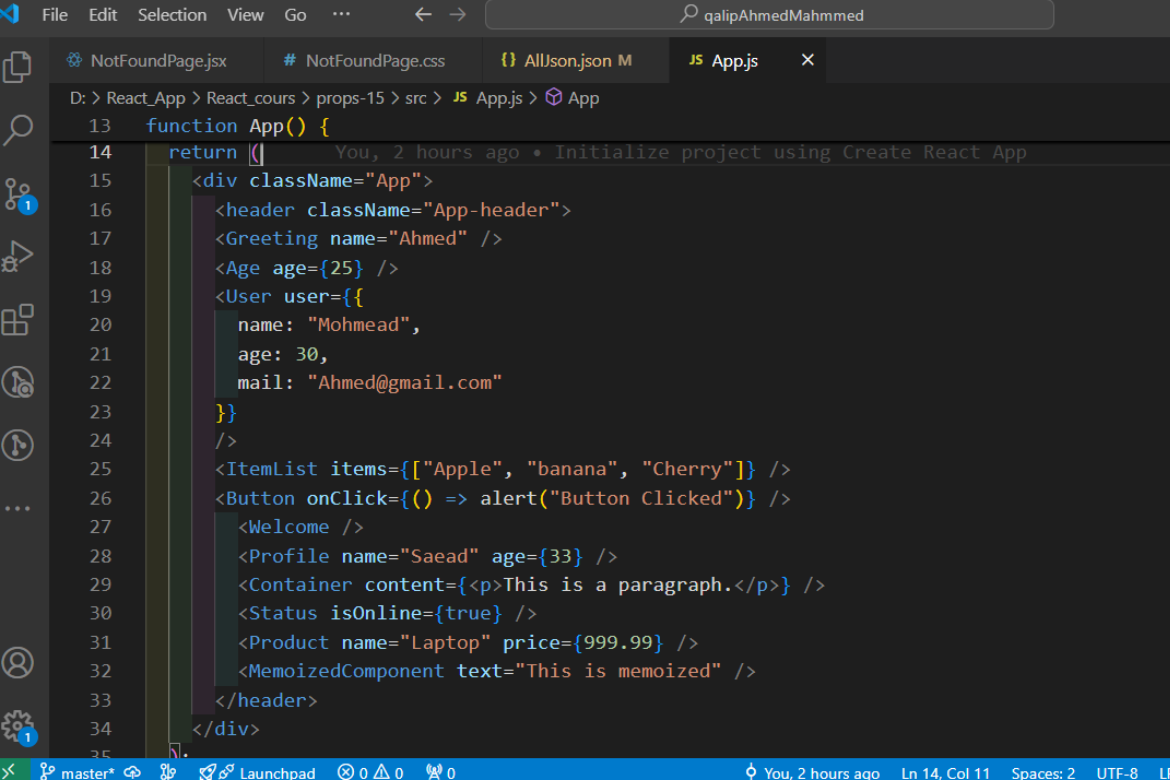 File Edit Selection View Go ··· ← → qalipAhmedMahmmed
NotFoundPage.jsx # NotFoundPage.css {} AllJson.json M JS App.js ×
D: > React_App > React_cours > props-15 > src > JS App.js > App
13 function App() {
14 return ( You, 2 hours ago • Initialize project using Create React App
15 <div className="App">
16 <header className="App-header">
17 <Greeting name="Ahmed" />
18 <Age age={25} />
19 <User user={{
20 name: "Mohmead",
21 age: 30,
22 mail: "Ahmed@gmail.com"
23 }}
24 />
25 <ItemList items={["Apple", "banana", "Cherry"]} />
26 <Button onClick={() => alert("Button Clicked")} />
27 <Welcome />
28 <Profile name="Saead" age={33} />
29 <Container content={<p>This is a paragraph.</p>} />
30 <Status isOnline={true} />
31 <Product name="Laptop" price={999.99} />
32 <MemoizedComponent text="This is memoized" />
33 </header>
34 </div>
35 );
1
1
master* Launchpad 0 0 0 You, 2 hours ago Ln 14, Col 11 Spaces: 2 UTF-8